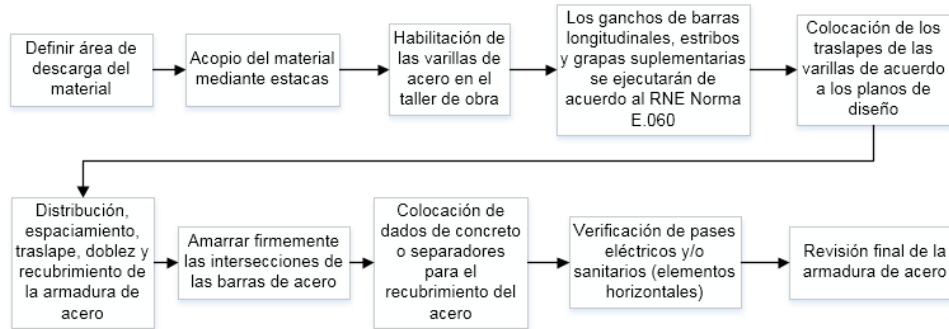 Definir área de
descarga del
material
Acopio del material
mediante estacas
Habilitación de
las varillas de
acero en el
taller de obra
Los ganchos de barras
longitudinales, estribos
y grapas suplementarias
se ejecutarán de
acuerdo al RNE Norma
E.060
Colocación de los
traslapes de las
varillas de acuerdo
a los planos de
diseño
Distribución,
espaciamiento,
traslape, doblez y
recubrimiento de
la armadura de
acero
Amarrar firmemente
las intersecciones de
las barras de acero
Colocación de
dados de concreto
o separadores
para el
recubrimiento del
acero
Verificación de pases
eléctricos y/o
sanitarios (elementos
horizontales)
Revisión final de la
armadura de acero